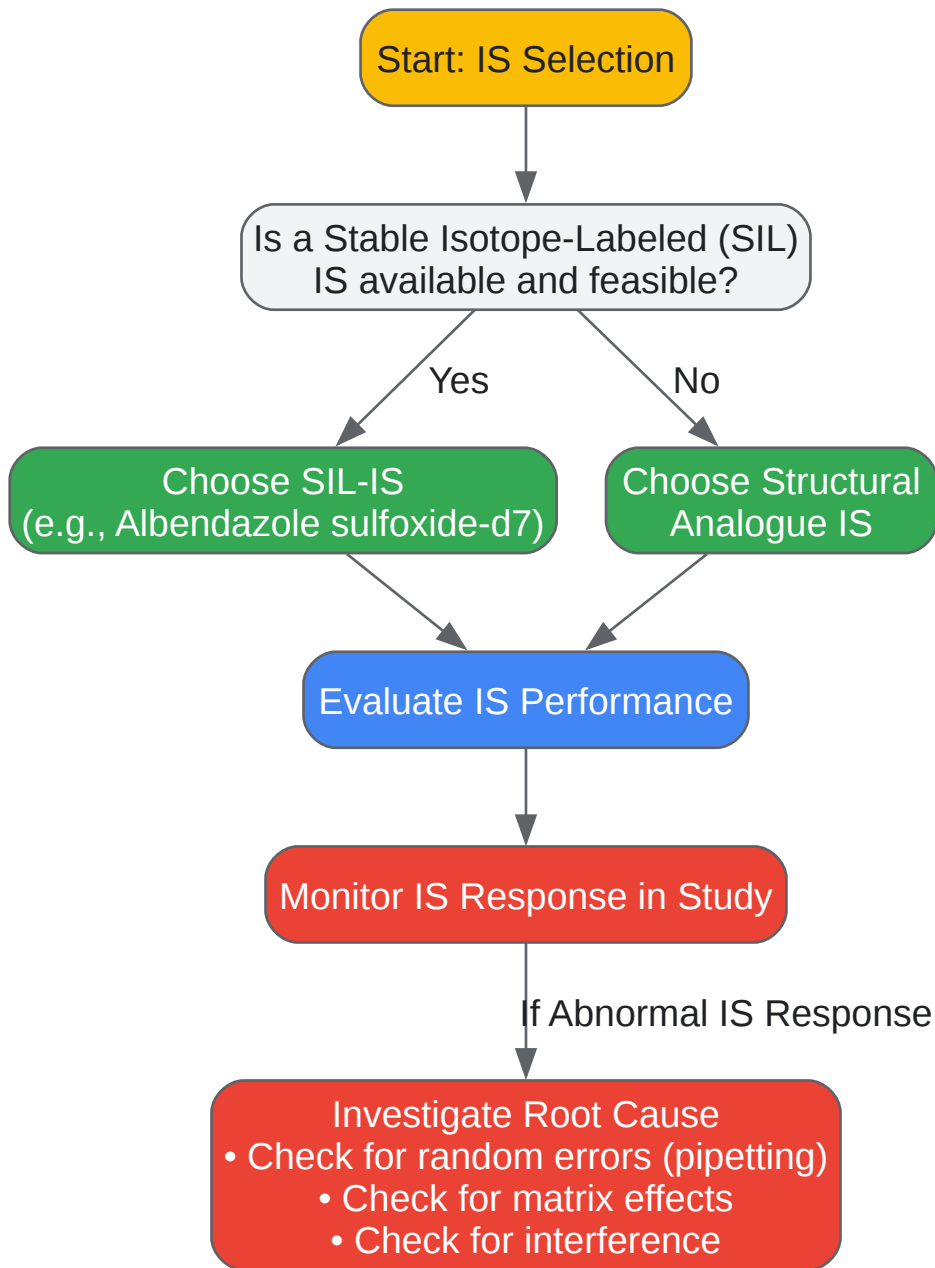 Start: IS Selection
Is a Stable Isotope-Labeled (SIL)
IS available and feasible?
Yes
No
Choose SIL-IS
(e.g., Albendazole sulfoxide-d7)
Choose Structural
Analogue IS
Evaluate IS Performance
Monitor IS Response in Study
If Abnormal IS Response
Investigate Root Cause
• Check for random errors (pipetting)
• Check for matrix effects
• Check for interference